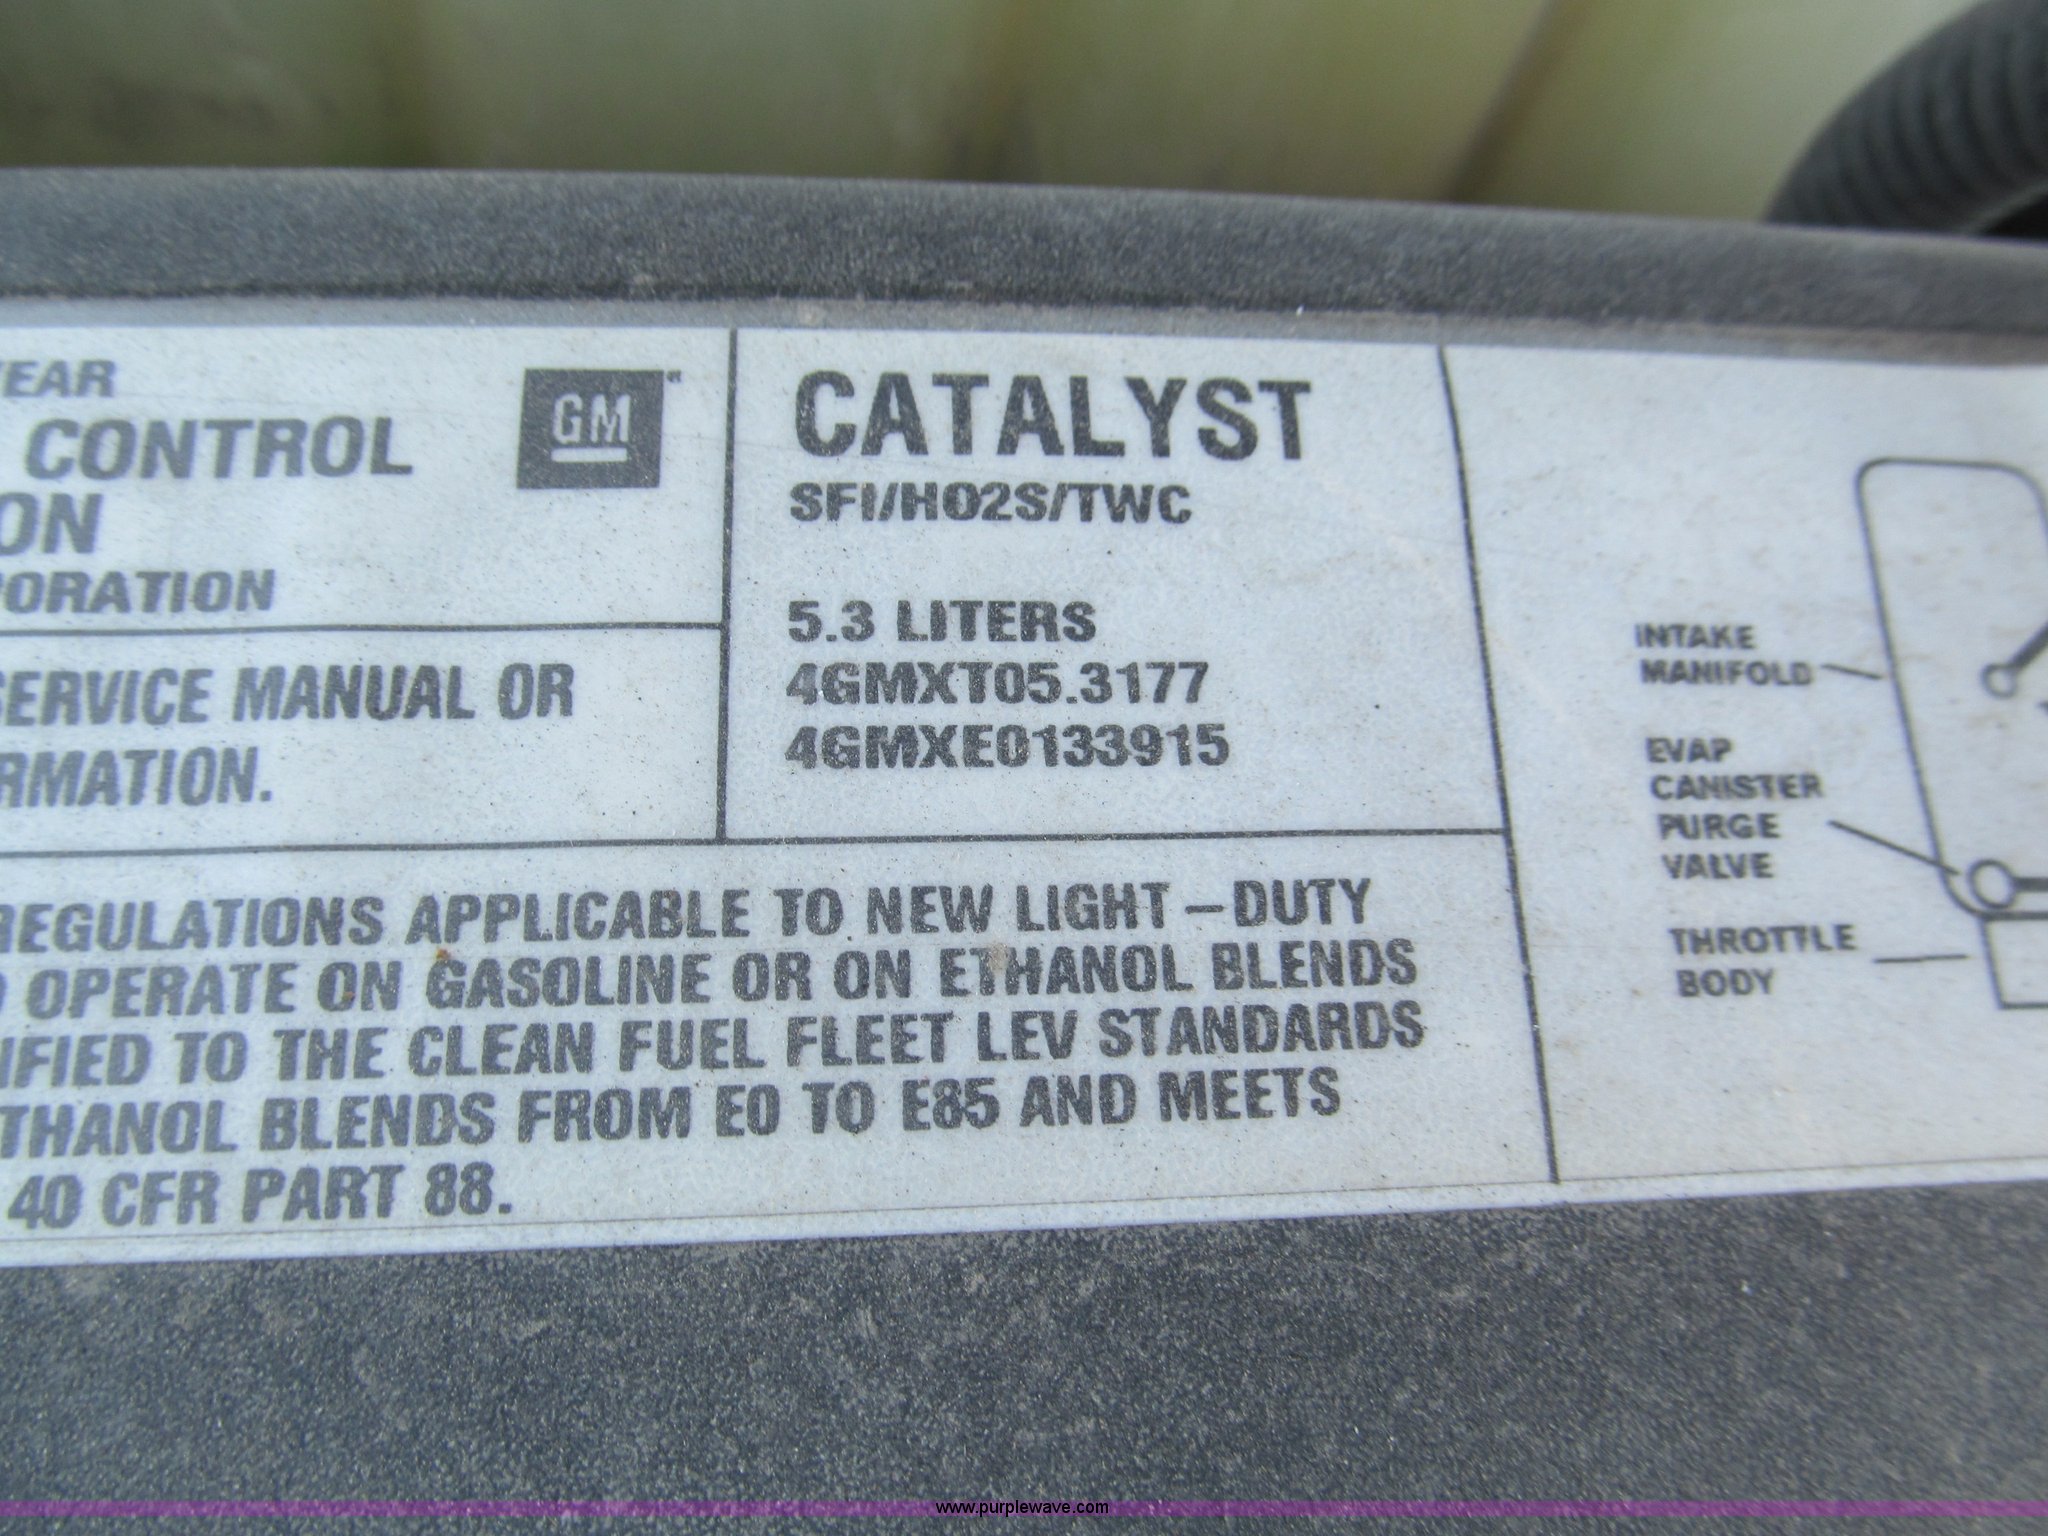 YEAR
CONTROL
ON
ORATION
GM
SERVICE MANUAL OR
RMATION.
CATALYST
SFI/HO2S/TWC
5.3 LITERS
4GMXT05.3177
4GMXE0133915
REGULATIONS APPLICABLE TO NEW LIGHT-DUTY
OPERATE ON GASOLINE OR ON ETHANOL BLENDS
IFIED TO THE CLEAN FUEL FLEET LEV STANDARDS
THANOL BLENDS FROM E0 TO E85 AND MEETS
40 CFR PART 88.
INTAKE
MANIFOLD
EVAP
CANISTER
PURGE
VALVE
THROTTLE
BODY
www.purplewave.com